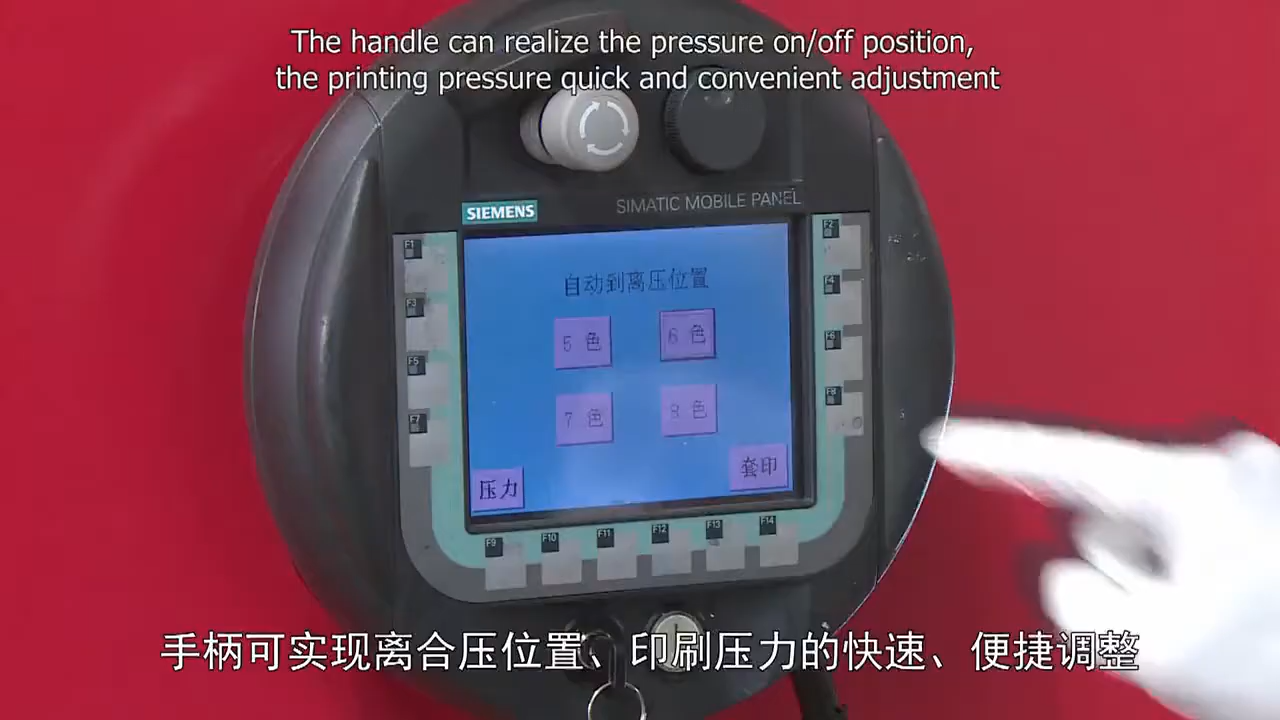 The handle can realize the pressure on/off position,
the printing pressure quick and convenient adjustment
SIEMENS
SIMATIC MOBILE PANEL
F1
F2
自动到离压位置
F3
F4
5 色
6 色
F5
F6
7 色
8 色
F7
F8
压力
套印
F9
F10
F11
F12
F13
F14
手柄可实现离合压位置、印刷压力的快速、便捷调整